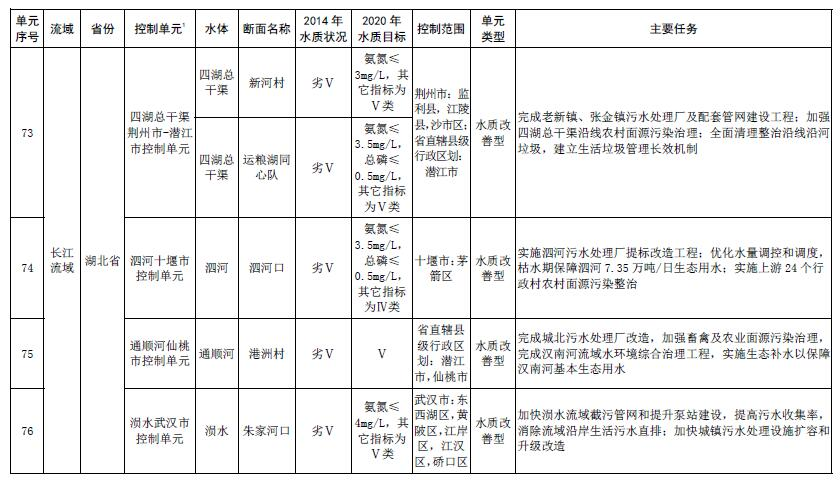 单元序号 流域 省份 控制单元1 水体 断面名称 2014 年水质状况 2020 年水质目标 控制范围 单元类型 主要任务
长江流域
湖北省
73
四湖总干渠
荆州市-潜江
市控制单元
四湖总
干渠
新河村
劣Ⅴ
氨氮≤
3mg/L，其
它指标为
Ⅴ类
四湖总
干渠
运粮湖同
心队
劣Ⅴ
氨氮≤
3.5mg/L，
总磷≤
0.5mg/L，
其它指标
为Ⅴ类
荆州市：监
利县，江陵
县，沙市区；
省直辖县级
行政区划：
潜江市
水质改
善型
完成老新镇、张金镇污水处理厂及配套管网建设工程；加强
四湖总干渠沿线农村面源污染治理；全面清理整治沿线沿河
垃圾，建立生活垃圾管理长效机制
74
泗河十堰市
控制单元
泗河
泗河口
劣Ⅴ
氨氮≤
3.5mg/L，
总磷≤
0.5mg/L，
其它指标
为Ⅳ类
十堰市：茅
箭区
水质改
善型
实施泗河污水处理厂提标改造工程；优化水量调控和调度，
枯水期保障泗河 7.35 万吨/日生态用水；实施上游 24 个行
政村农村面源污染整治
75
通顺河仙桃
市控制单元
通顺河
港洲村
劣Ⅴ
Ⅴ
省直辖县
级行政区
划：潜江
市，仙桃市
水质改
善型
完成城北污水处理厂改造，加强畜禽及农业面源污染治理，
完成汉南河流域水环境综合治理工程，实施生态补水以保障
汉南河基本生态用水
76
涢水武汉市
控制单元
涢水
朱家河口
劣Ⅴ
氨氮≤
4mg/L，其
它指标为
Ⅴ类
武汉市：东
西湖区，黄
陂区，江岸
区，江汉
区，硚口区
水质改
善型
加快涢水流域截污管网和提升泵站建设，提高污水收集率，
消除流域沿岸生活污水直排；加快城镇污水处理设施扩容和
升级改造